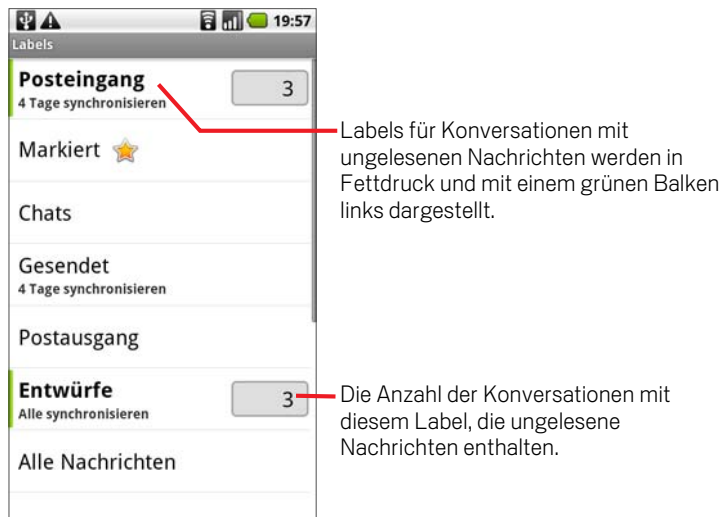 19:57
Labels
Posteingang
3
4 Tage synchronisieren
Labels für Konversationen mit
ungelesenen Nachrichten werden in
Fettdruck und mit einem grünen Balken
links dargestellt.
Markiert
Chats
Gesendet
4 Tage synchronisieren
Postausgang
Entwürfe
3
Alle synchronisieren
Die Anzahl der Konversationen mit
diesem Label, die ungelesene
Nachrichten enthalten.
Alle Nachrichten